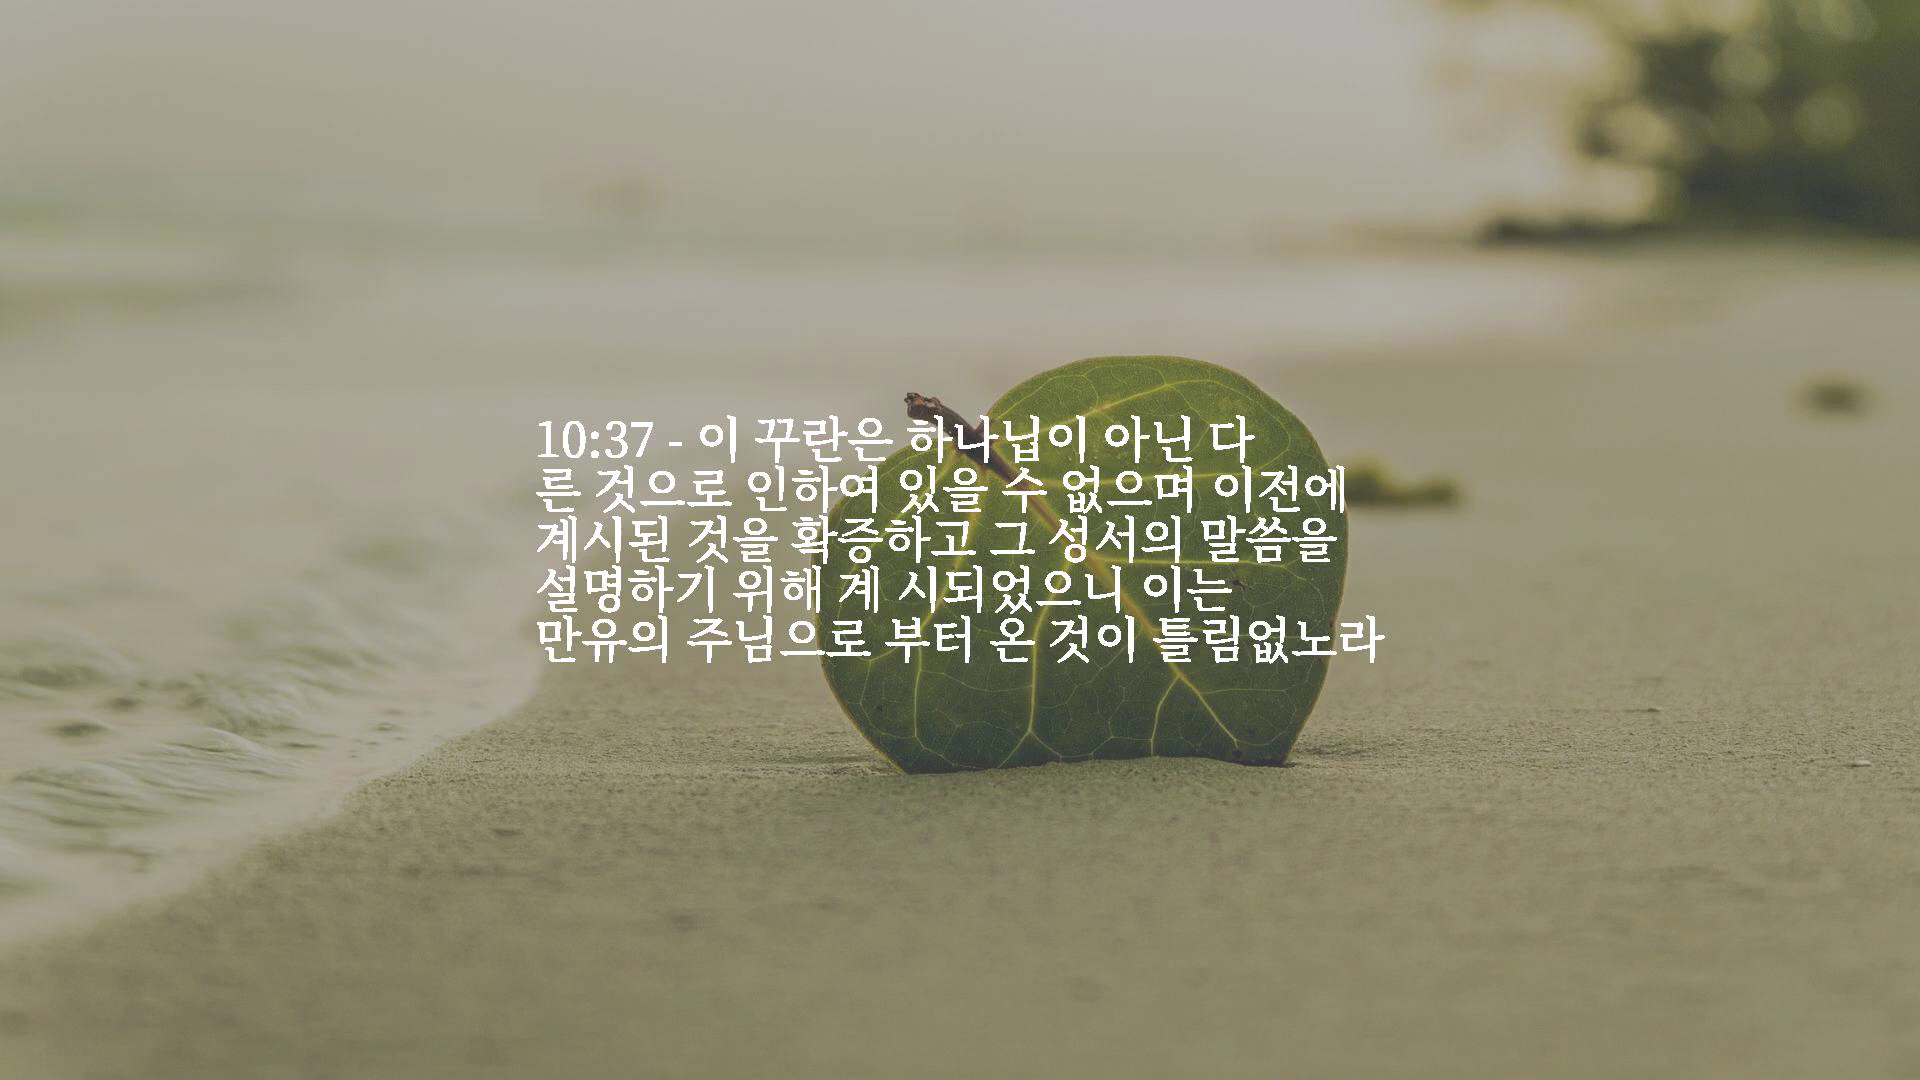 10:37 - 이 꾸란은 하나닙이 아닌 다
른 것으로 인하여 있을 수 없으며 이전에
계시된 것을 확증하고 그 성서의 말씀을
설명하기 위해 계 시되었으니 이는
만유의 주님으로 부터 온 것이 틀림없노라